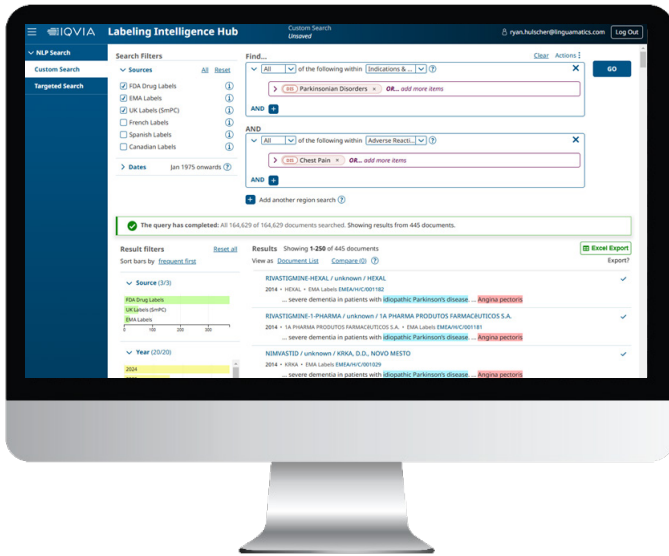 IQVIA Labeling Intelligence Hub
Custom Search
Unsaved
ryan.hulscher@linguamatics.com Log Out
NLP Search
Custom Search
Targeted Search
Search Filters
Sources All Reset
FDA Drug Labels
EMA Labels
UK Labels (SmPC)
French Labels
Spanish Labels
Canadian Labels
Dates Jan 1975 onwards
Find... Clear Actions
All of the following within Indications & ...
Parkinsonian Disorders × OR... add more items
AND +
GO
AND
All of the following within Adverse Reacti...
Chest Pain × OR... add more items
AND +
+ Add another region search
The query has completed: All 164,629 of 164,629 documents searched. Showing results from 445 documents.
Result filters Reset all
Sort bars by frequent first
Source (3/3)
FDA Drug Labels
UK Labels (SmPC)
EMA Labels
0 100 200 300
Year (20/20)
2024
Results Showing 1-250 of 445 documents
Excel Export
View as Document List Compare (0) Export?
RIVASTIGMINE-HEXAL / unknown / HEXAL
2014 • HEXAL • EMA Labels EMEA/H/C/001182
... severe dementia in patients with idiopathic Parkinson's disease. ... Angina pectoris
RIVASTIGMINE-1-PHARMA / unknown / 1A PHARMA PRODUTOS FARMACêUTICOS S.A.
2014 • 1A PHARMA PRODUTOS FARMACêUTICOS S.A. • EMA Labels EMEA/H/C/001181
... severe dementia in patients with idiopathic Parkinson's disease. ... Angina pectoris
NIMVASTID / unknown / KRKA, D.D., NOVO MESTO
2014 • KRKA • EMA Labels EMEA/H/C/001029
... severe dementia in patients with idiopathic Parkinson's disease. ... Angina pectoris